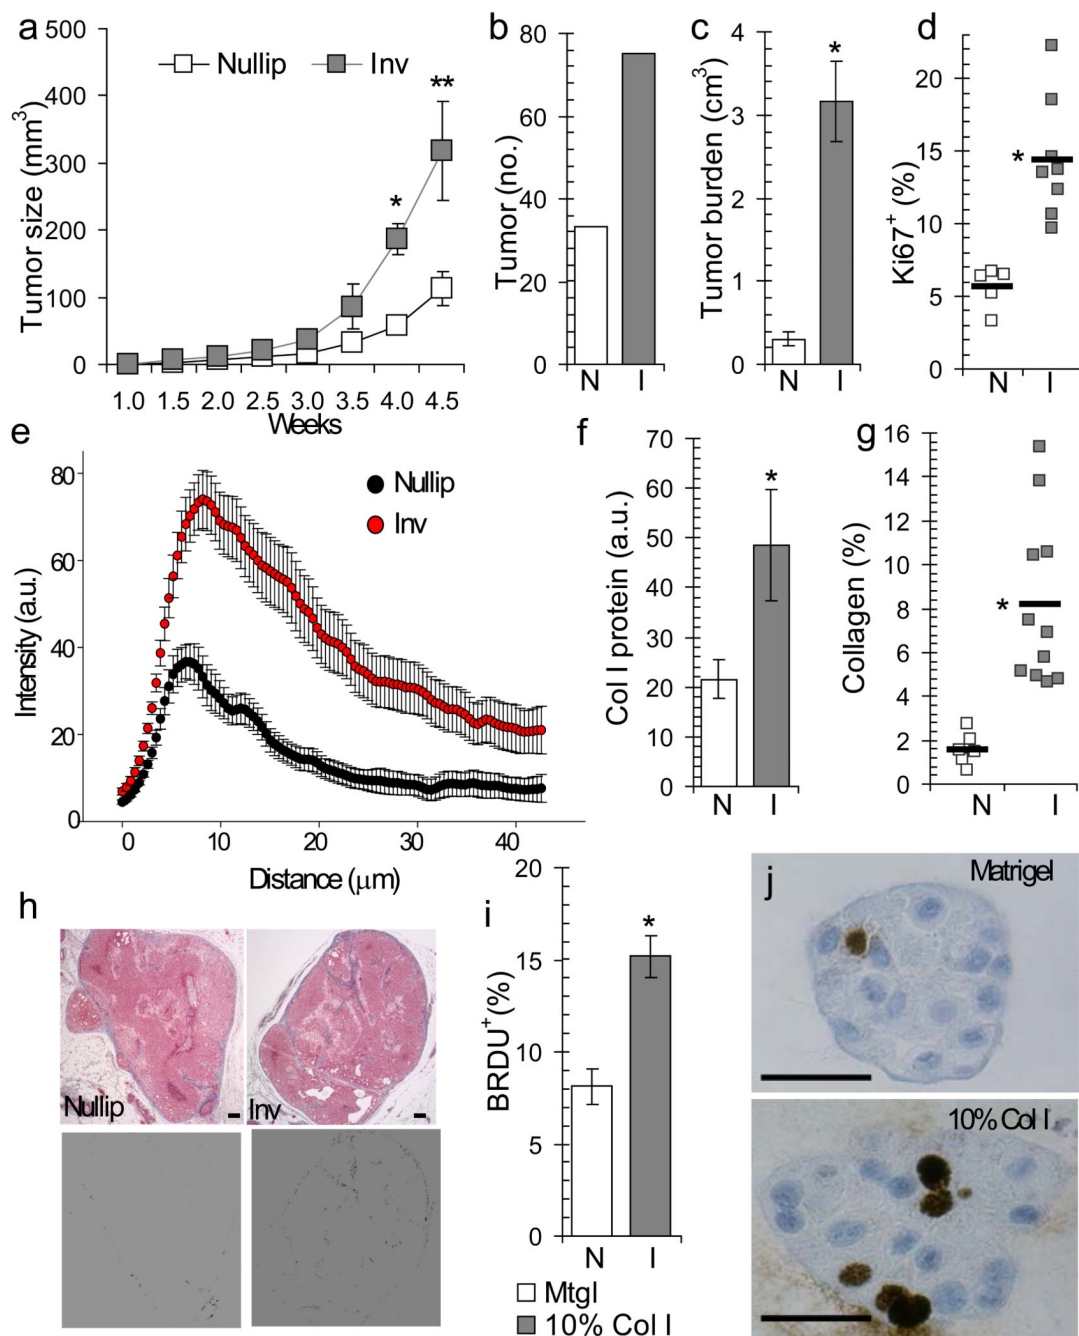 a
Tumor size (mm³)
500
400
300
200
100
0
Nullip
Inv
*
**
1.0 1.5 2.0 2.5 3.0 3.5 4.0 4.5
Weeks
b
Tumor (no.)
80
60
40
20
0
N I
c
Tumor burden (cm³)
4
3
2
1
0
*
N I
d
Ki67⁺ (%)
20
15
10
5
0
*
N I
e
Intensity (a.u.)
80
60
40
20
0
Nullip
Inv
0 10 20 30 40
Distance (μm)
f
Col I protein (a.u.)
70
60
50
40
30
20
10
0
*
N I
g
Collagen (%)
16
14
12
10
8
6
4
2
0
*
N I
h
Nullip
Inv
i
BRDU⁺(%)
20
15
10
5
0
*
N I
Mtgl
10% Col I
j
Matrigel
10% Col I